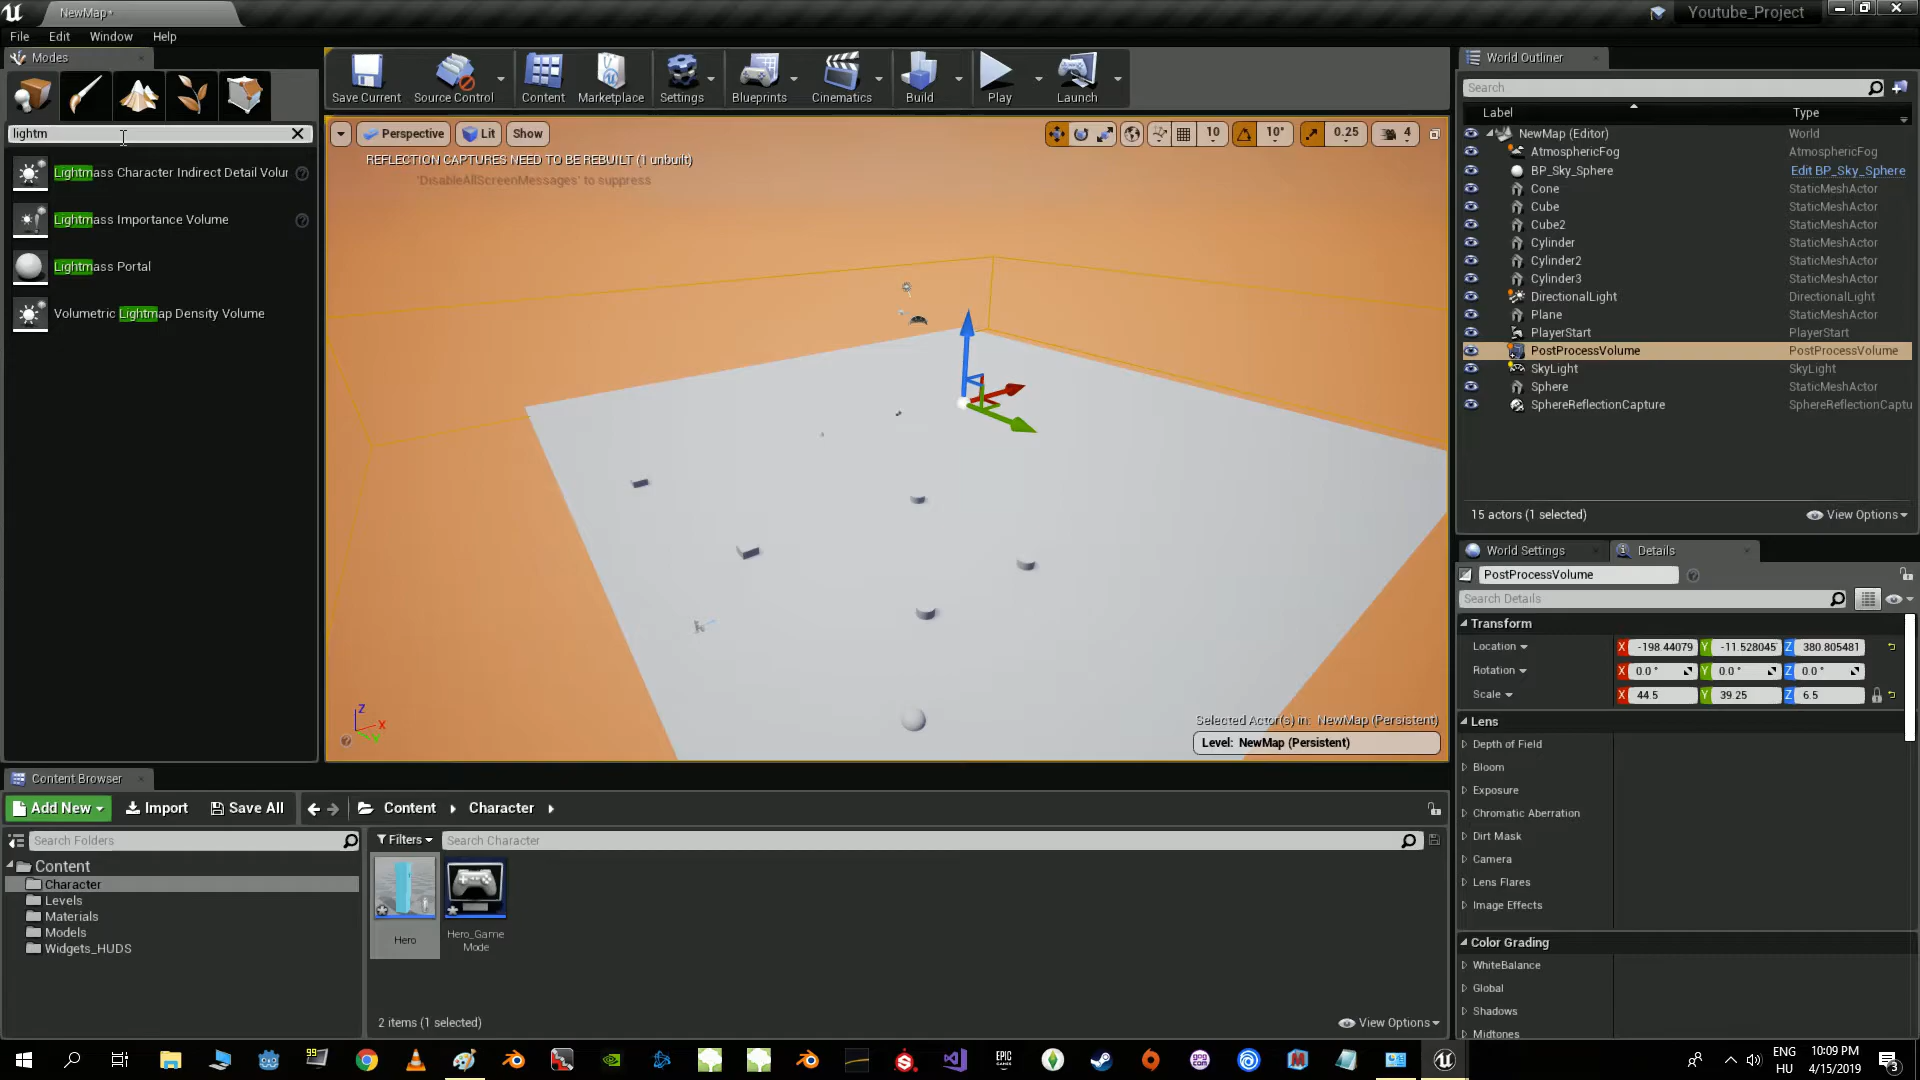 NewMap*
Youtube_Project
File Edit Window Help
Modes
lightm
Lightmass Character Indirect Detail Volur
Lightmass Importance Volume
Lightmass Portal
Volumetric Lightmap Density Volume
Save Current Source Control Content Marketplace Settings Blueprints Cinematics Build Play Launch
Perspective Lit Show 10 10° 0.25 4
REFLECTION CAPTURES NEED TO BE REBUILT (1 unbuilt)
'DisableAllScreenMessages' to suppress
Z
X
Y
Selected Actor(s) in: NewMap (Persistent)
Level: NewMap (Persistent)
World Outliner
Search
Label Type
NewMap (Editor) World
AtmosphericFog AtmosphericFog
BP_Sky_Sphere Edit BP_Sky_Sphere
Cone StaticMeshActor
Cube StaticMeshActor
Cube2 StaticMeshActor
Cylinder StaticMeshActor
Cylinder2 StaticMeshActor
Cylinder3 StaticMeshActor
DirectionalLight DirectionalLight
Plane StaticMeshActor
PlayerStart PlayerStart
PostProcessVolume PostProcessVolume
SkyLight SkyLight
Sphere StaticMeshActor
SphereReflectionCapture SphereReflectionCaptu
15 actors (1 selected) View Options
World Settings Details
PostProcessVolume
Search Details
Transform
Location X -198.44079 Y -11.528045 Z 380.805481
Rotation X 0.0 ° Y 0.0 ° Z 0.0 °
Scale X 44.5 Y 39.25 Z 6.5
Lens
Depth of Field
Bloom
Exposure
Chromatic Aberration
Dirt Mask
Camera
Lens Flares
Image Effects
Color Grading
WhiteBalance
Global
Shadows
Midtones
Content Browser
Add New Import Save All Content Character
Search Folders Filters Search Character
Content
Character
Levels
Materials
Models
Widgets_HUDS
Hero
Hero_Game
Mode
2 items (1 selected) View Options
99
EPIC
GAMES
ENG
HU
10:09 PM
4/15/2019
3